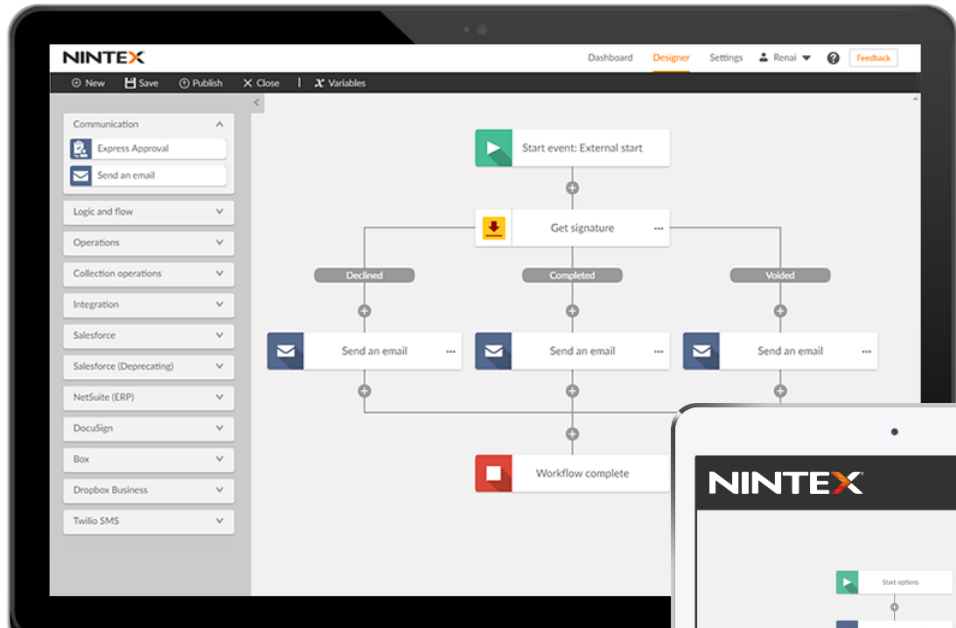 NINTEX
Dashboard Designer Settings Renai ? Feedback
New Save Publish Close | x Variables
Communication
Express Approval
Send an email
Logic and flow
Operations
Collection operations
Integration
Salesforce
Salesforce (Deprecating)
NetSuite (ERP)
DocuSign
Box
Dropbox Business
Twilio SMS
Start event: External start
Get signature
Declined Completed Voided
Send an email Send an email Send an email
Workflow complete
NINTEX
Start options